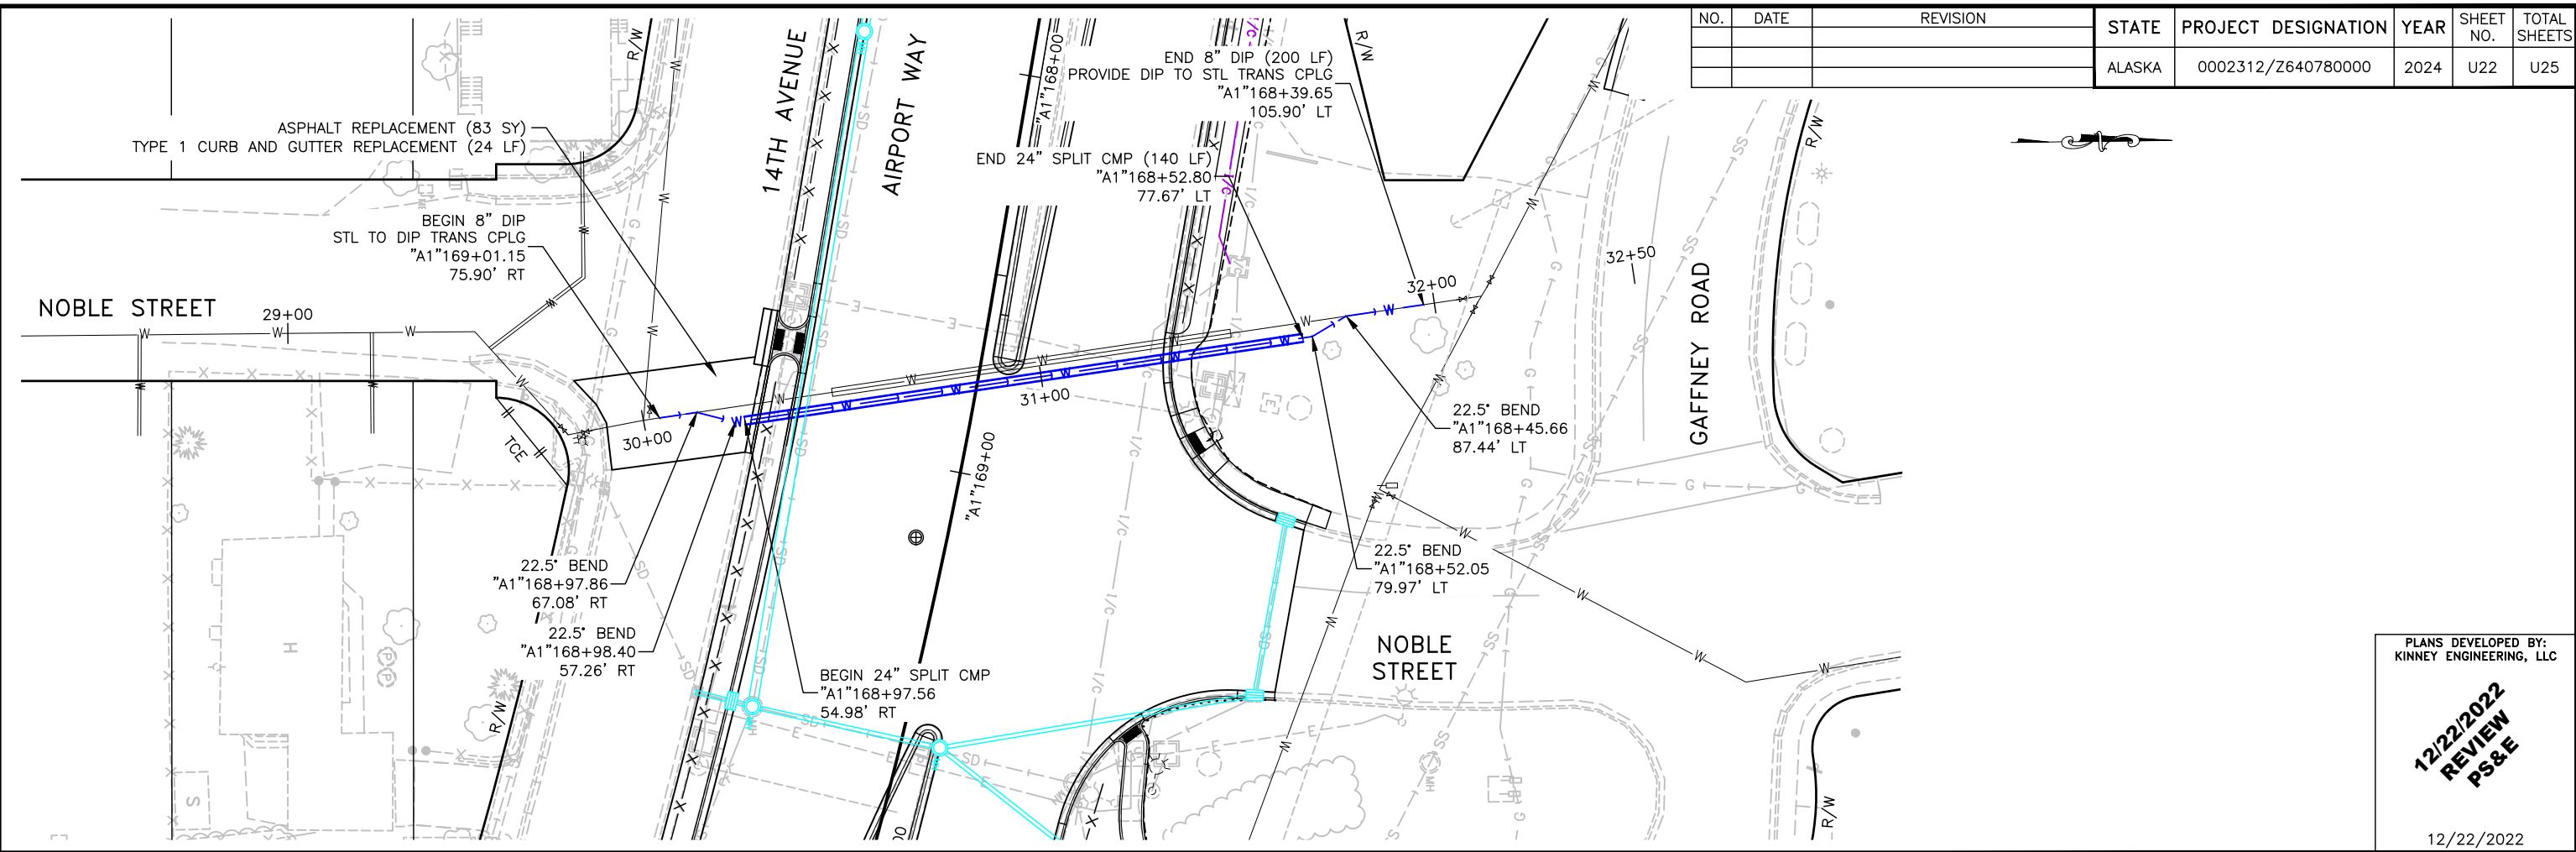 NO.
DATE
REVISION
STATE
PROJECT DESIGNATION
YEAR
SHEET NO.
TOTAL SHEETS
ALASKA
0002312/Z640780000
2024
U22
U25
R/W
14TH AVENUE
AIRPORT WAY
"A1"168+00
END 8" DIP (200 LF)
PROVIDE DIP TO STL TRANS CPLG
"A1"168+39.65
105.90' LT
R/W
R/W
ASPHALT REPLACEMENT (83 SY)
TYPE 1 CURB AND GUTTER REPLACEMENT (24 LF)
END 24" SPLIT CMP (140 LF)
"A1"168+52.80
77.67' LT
BEGIN 8" DIP
STL TO DIP TRANS CPLG
"A1"169+01.15
75.90' RT
NOBLE STREET
29+00
30+00
31+00
32+00
32+50
GAFFNEY ROAD
TCE
"A1"169+00
22.5° BEND
"A1"168+45.66
87.44' LT
22.5° BEND
"A1"168+52.05
79.97' LT
22.5° BEND
"A1"168+97.86
67.08' RT
22.5° BEND
"A1"168+98.40
57.26' RT
BEGIN 24" SPLIT CMP
"A1"168+97.56
54.98' RT
NOBLE
STREET
R/W
R/W
H
S
PLANS DEVELOPED BY:
KINNEY ENGINEERING, LLC
12/22/2022
REVIEW
PS&E
12/22/2022